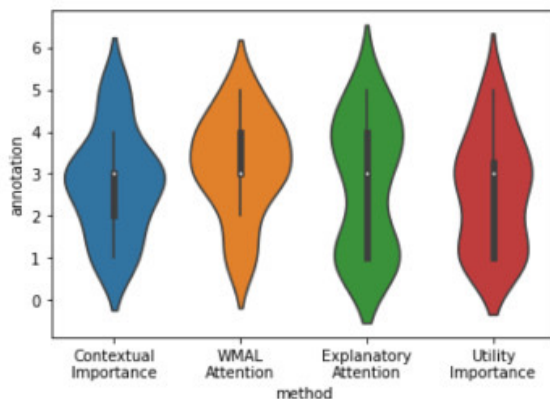 6
5
4
3
2
1
0
annotation
Contextual
Importance
WMAL
Attention
Explanatory
Attention
Utility
Importance
method